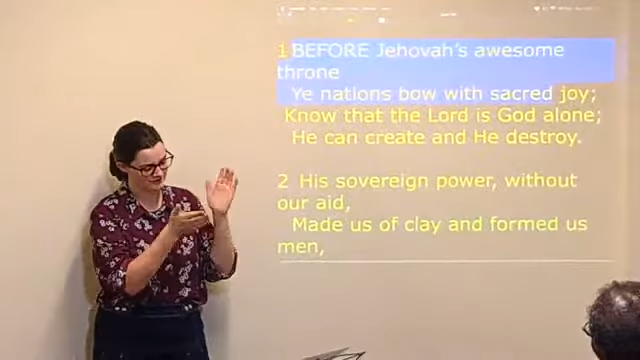 1 BEFORE Jehovah's awesome
throne
Ye nations bow with sacred joy;
Know that the Lord is God alone;
He can create and He destroy.
2 His sovereign power, without
our aid,
Made us of clay and formed us
men,